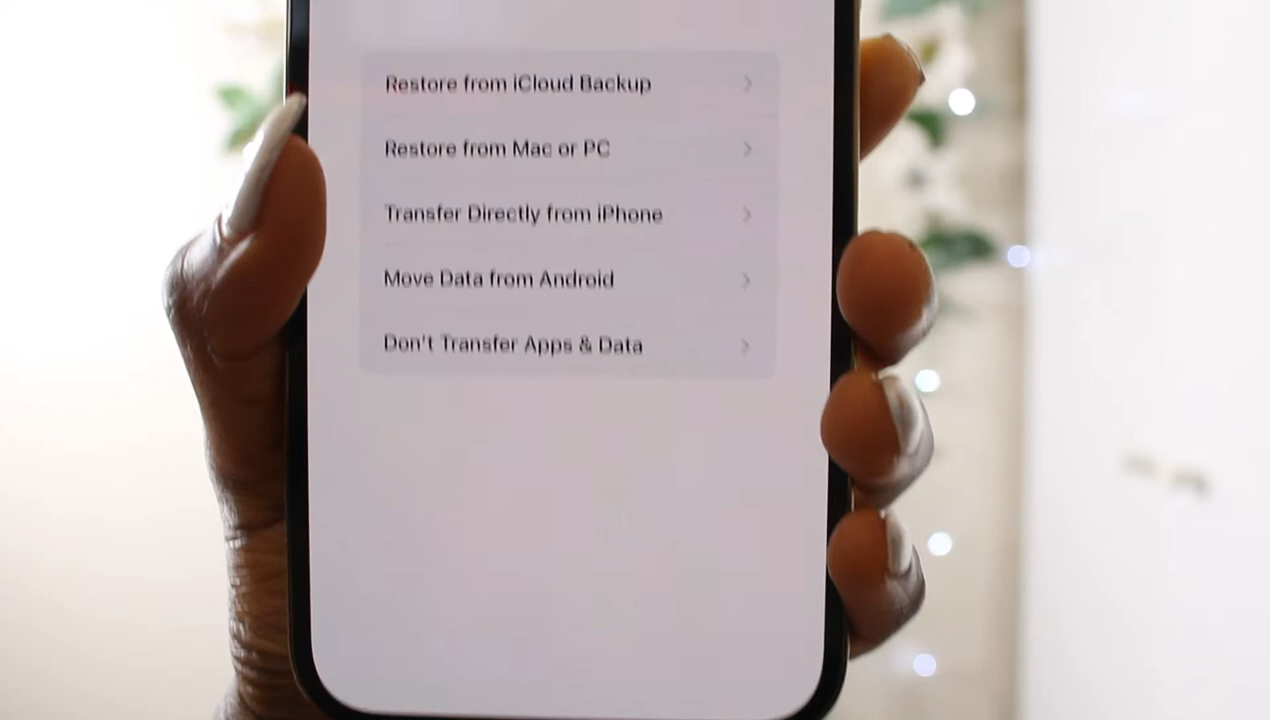 Restore from iCloud Backup
Restore from Mac or PC
Transfer Directly from iPhone
Move Data from Android
Don't Transfer Apps & Data